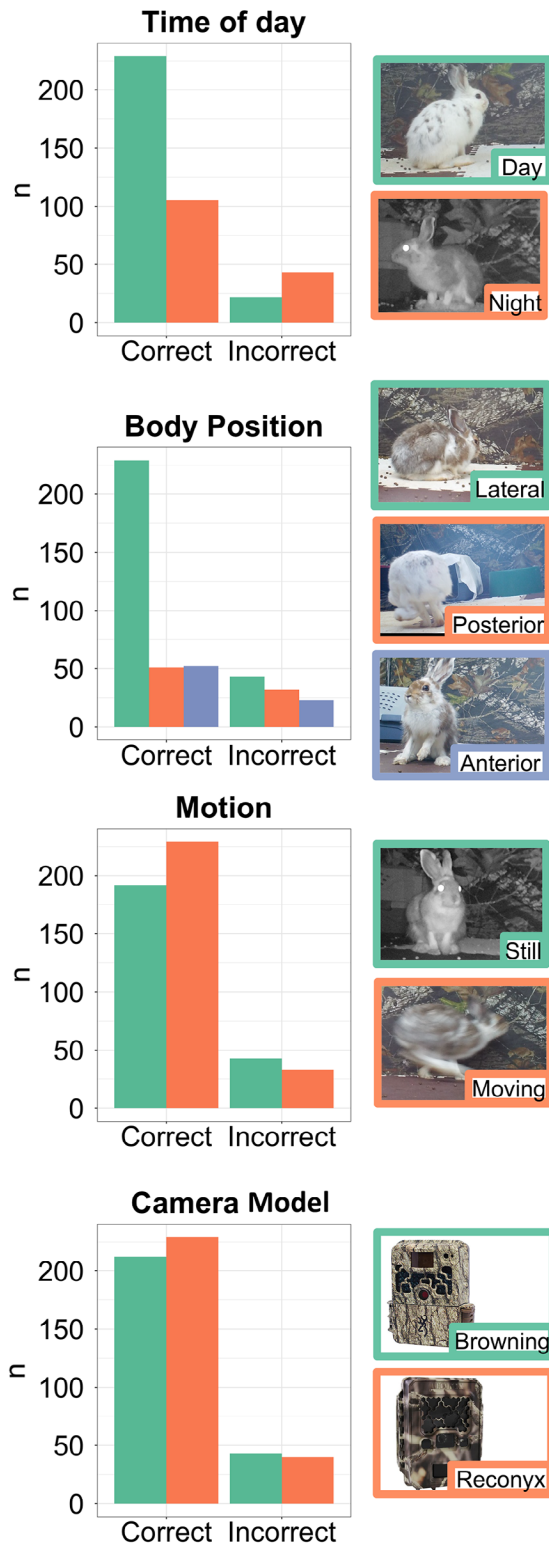 Time of day
n
200
150
100
50
0
Correct Incorrect
Day
Night
Body Position
n
200
150
100
50
0
Correct Incorrect
Lateral
Posterior
Anterior
Motion
n
200
150
100
50
0
Correct Incorrect
Still
Moving
Camera Model
n
200
150
100
50
0
Correct Incorrect
Browning
Reconyx